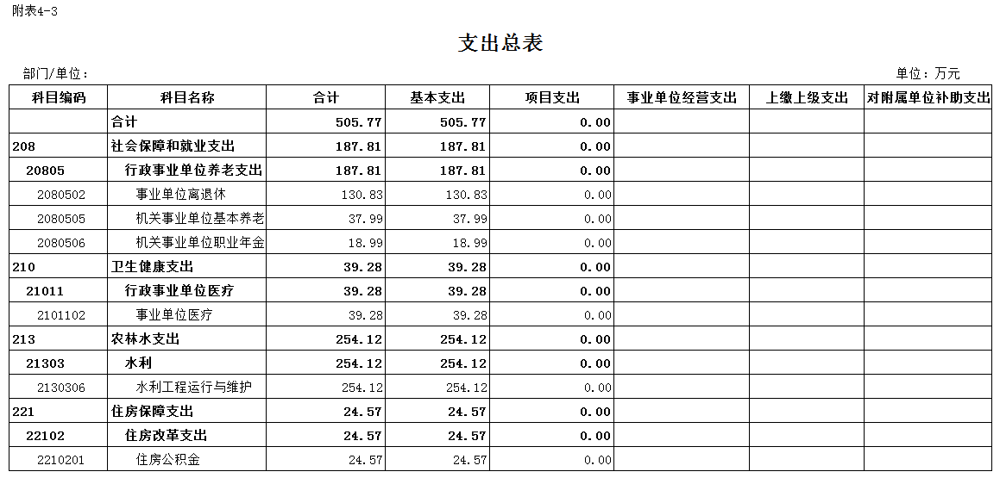 附表4-3
支出总表
部门/单位： 单位：万元
科目编码 科目名称 合计 基本支出 项目支出 事业单位经营支出 上缴上级支出 对附属单位补助支出
合计 505.77 505.77 0.00
208 社会保障和就业支出 187.81 187.81 0.00
20805 行政事业单位养老支出 187.81 187.81 0.00
2080502 事业单位离退休 130.83 130.83 0.00
2080505 机关事业单位基本养老 37.99 37.99 0.00
2080506 机关事业单位职业年金 18.99 18.99 0.00
210 卫生健康支出 39.28 39.28 0.00
21011 行政事业单位医疗 39.28 39.28 0.00
2101102 事业单位医疗 39.28 39.28 0.00
213 农林水支出 254.12 254.12 0.00
21303 水利 254.12 254.12 0.00
2130306 水利工程运行与维护 254.12 254.12 0.00
221 住房保障支出 24.57 24.57 0.00
22102 住房改革支出 24.57 24.57 0.00
2210201 住房公积金 24.57 24.57 0.00